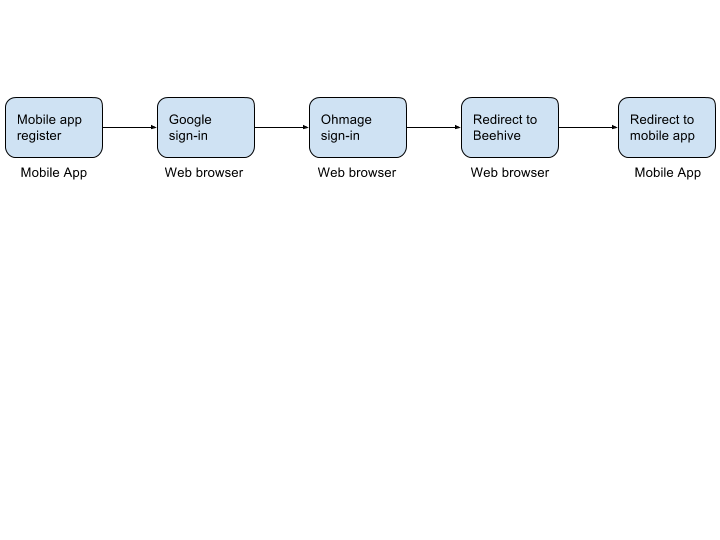 Mobile app
register
Google
sign-in
Ohmage
sign-in
Redirect to
Beehive
Redirect to
mobile app
Mobile App
Web browser
Web browser
Web browser
Mobile App